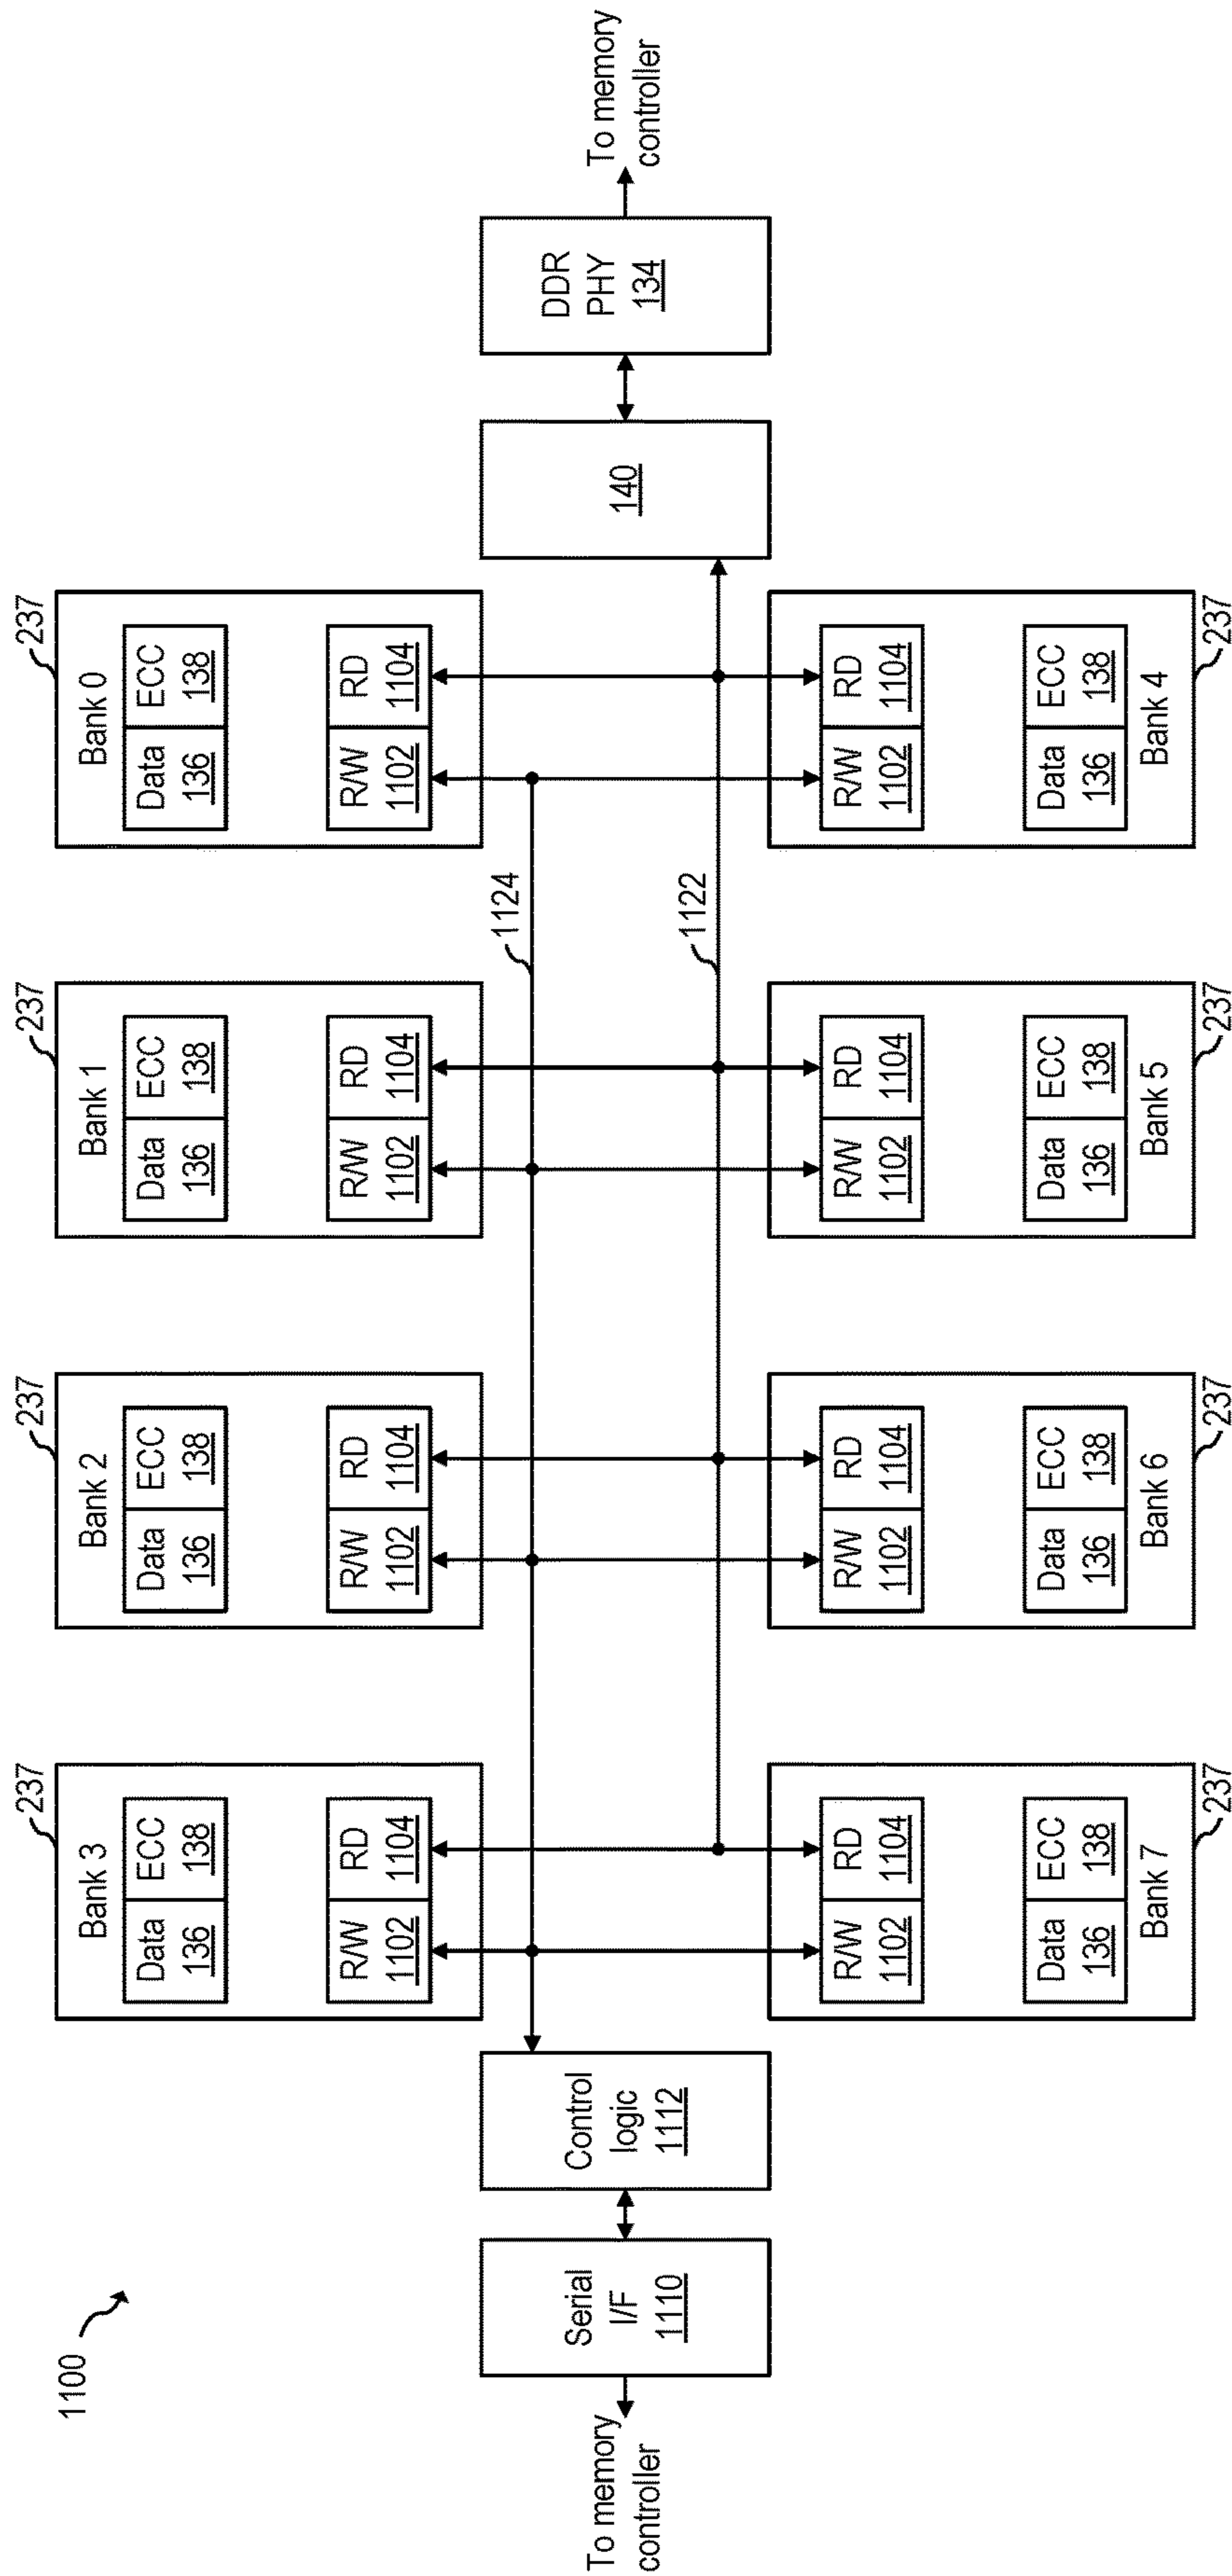 1100
To memory
controller
Serial
I/F
1110
Control
logic
1112
237
Bank 3
Data
136
ECC
138
R/W
1102
RD
1104
237
Bank 2
Data
136
ECC
138
R/W
1102
RD
1104
237
Bank 1
Data
136
ECC
138
R/W
1102
RD
1104
237
Bank 0
Data
136
ECC
138
R/W
1102
RD
1104
1124
1122
R/W
1102
RD
1104
Data
136
ECC
138
Bank 7
237
R/W
1102
RD
1104
Data
136
ECC
138
Bank 6
237
R/W
1102
RD
1104
Data
136
ECC
138
Bank 5
237
R/W
1102
RD
1104
Data
136
ECC
138
Bank 4
237
140
DDR
PHY
134
To memory
controller